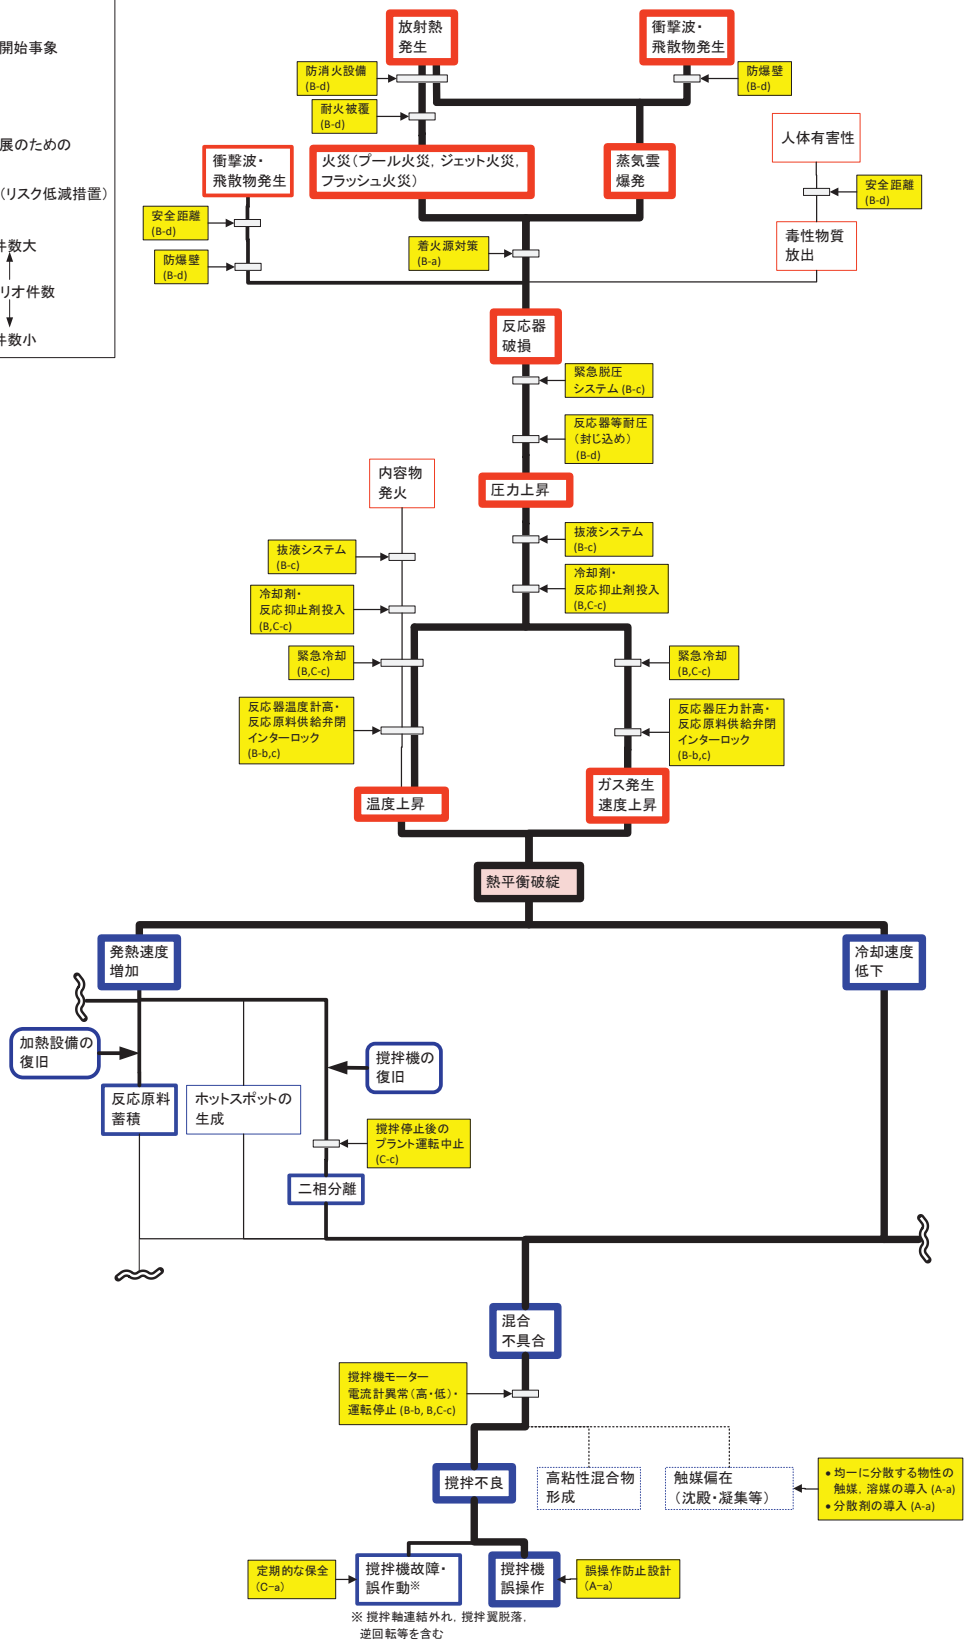 開始事象
展のための
(リスク低減措置)
件数大
リオ件数
件数小
放射熱
発生
衝撃波・
飛散物発生
防消火設備
(B-d)
防爆壁
(B-d)
耐火被覆
(B-d)
人体有害性
衝撃波・
飛散物発生
火災(プール火災, ジェット火災,
フラッシュ火災)
蒸気雲
爆発
安全距離
(B-d)
安全距離
(B-d)
毒性物質
放出
着火源対策
(B-a)
防爆壁
(B-d)
反応器
破損
緊急脱圧
システム (B-c)
反応器等耐圧
(封じ込め)
(B-d)
内容物
発火
圧力上昇
抜液システム
(B-c)
抜液システム
(B-c)
冷却剤・
反応抑止剤投入
(B,C-c)
冷却剤・
反応抑止剤投入
(B,C-c)
緊急冷却
(B,C-c)
緊急冷却
(B,C-c)
反応器温度計高・
反応原料供給弁閉
インターロック
(B-b,c)
反応器圧力計高・
反応原料供給弁閉
インターロック
(B-b,c)
温度上昇
ガス発生
速度上昇
熱平衡破綻
発熱速度
増加
冷却速度
低下
加熱設備の
復旧
撹拌機の
復旧
反応原料
蓄積
ホットスポットの
生成
撹拌停止後の
プラント運転中止
(C-c)
二相分離
混合
不具合
撹拌機モーター
電流計異常(高・低)・
運転停止 (B-b, B,C-c)
撹拌不良
高粘性混合物
形成
触媒偏在
(沈殿・凝集等)
● 均一に分散する物性の
触媒, 溶媒の導入 (A-a)
● 分散剤の導入 (A-a)
定期的な保全
(C-a)
撹拌機故障・
誤作動※
撹拌機
誤操作
誤操作防止設計
(A-a)
※ 撹拌軸連結外れ, 撹拌翼脱落,
逆回転等を含む